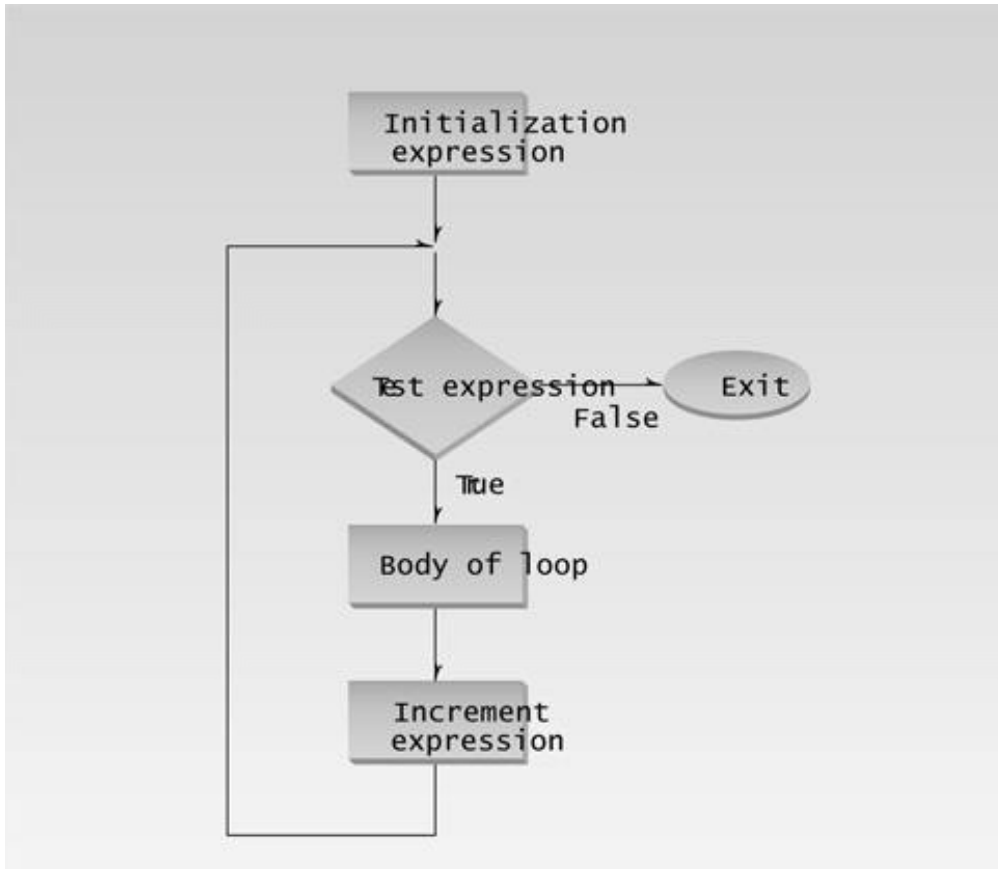 Initialization
expression
Test expression
Exit
False
True
Body of loop
Increment
expression